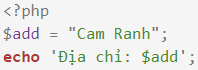 <?php
$add = "Cam Ranh";
echo 'Địa chỉ: $add';